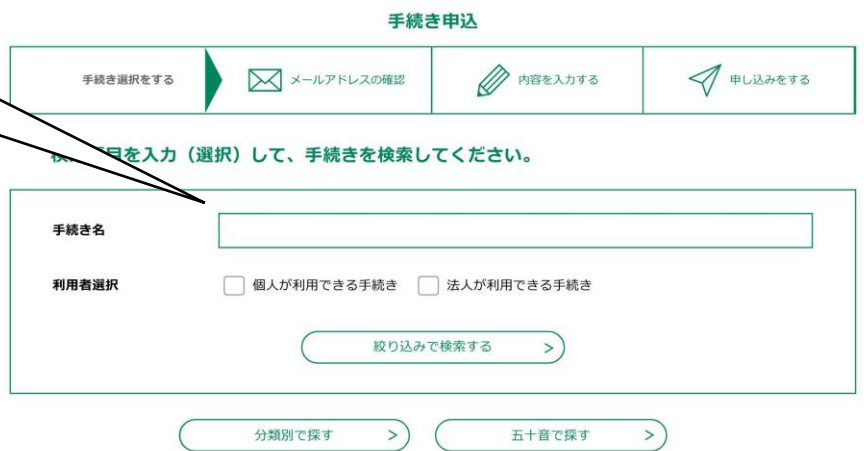 手続き申込
手続き選択をする メールアドレスの確認 内容を入力する 申し込みをする
目を入力（選択）して、手続きを検索してください。
手続き名
利用者選択 個人が利用できる手続き 法人が利用できる手続き
絞り込みで検索する >
分類別で探す > 五十音で探す >